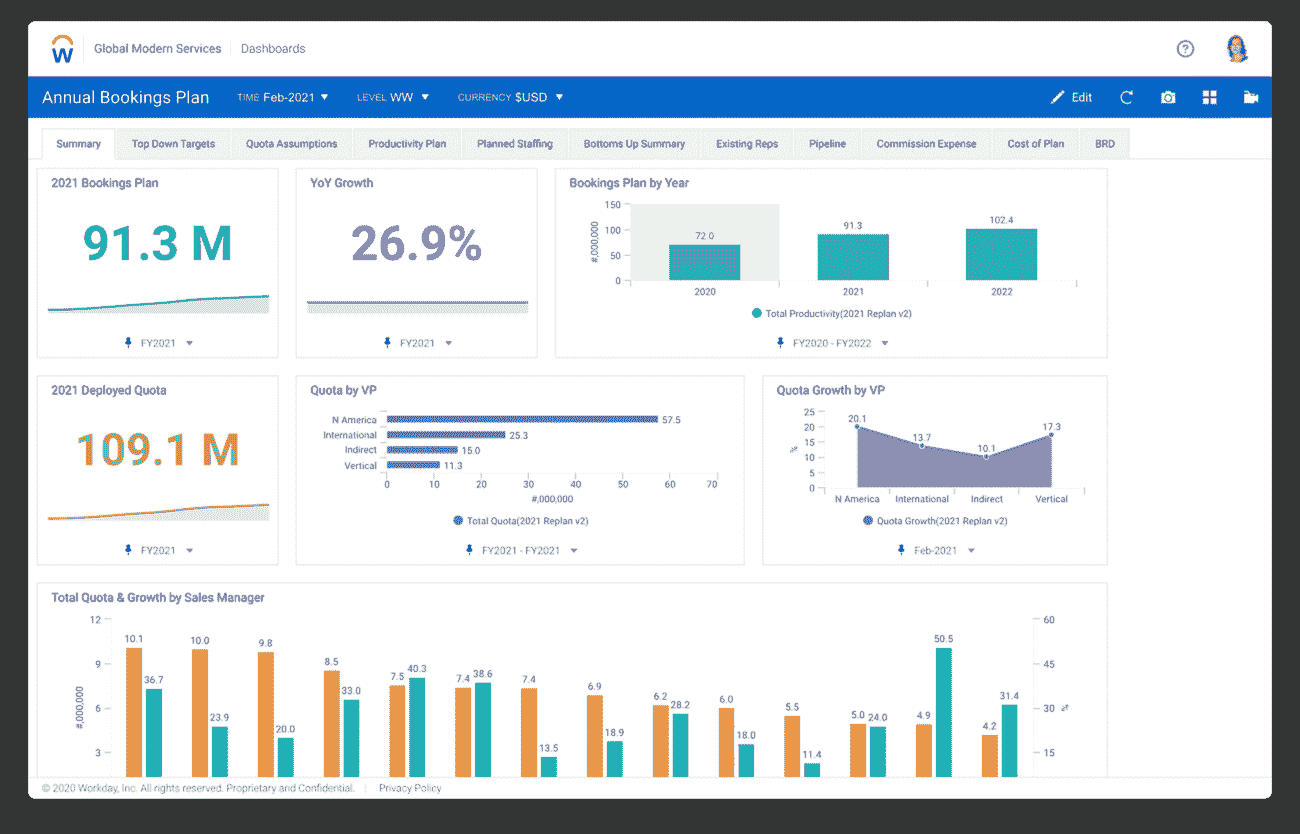 W Global Modern Services Dashboards
?
Annual Bookings Plan TIME Feb-2021 LEVEL WW CURRENCY $USD Edit
Summary Top Down Targets Quota Assumptions Productivity Plan Planned Staffing Bottoms Up Summary Existing Reps Pipeline Commission Expense Cost of Plan BRD
2021 Bookings Plan
91.3 M
FY2021
YoY Growth
26.9%
FY2021
Bookings Plan by Year
150
100
50
0
#,000,000
72.0 91.3 102.4
2020 2021 2022
Total Productivity(2021 Replan v2)
FY2020 - FY2022
2021 Deployed Quota
109.1 M
FY2021
Quota by VP
N America 57.5
International 25.3
Indirect 15.0
Vertical 11.3
0 10 20 30 40 50 60 70
#,000,000
Total Quota(2021 Replan v2)
FY2021 - FY2021
Quota Growth by VP
25
20
15
10
5
0
%
20.1 13.7 10.1 17.3
N America International Indirect Vertical
Quota Growth(2021 Replan v2)
Feb-2021
Total Quota & Growth by Sales Manager
12
9
6
3
#,000,000
10.1 36.7 10.0 23.9 9.8 20.0 8.5 33.0 7.5 40.3 7.4 38.6 7.4 13.5 6.9 18.9 6.2 28.2 6.0 18.0 5.5 11.4 5.0 24.0 4.9 50.5 4.2 31.4
60
45
30
15
%
© 2020 Workday, Inc. All rights reserved. Proprietary and Confidential. | Privacy Policy